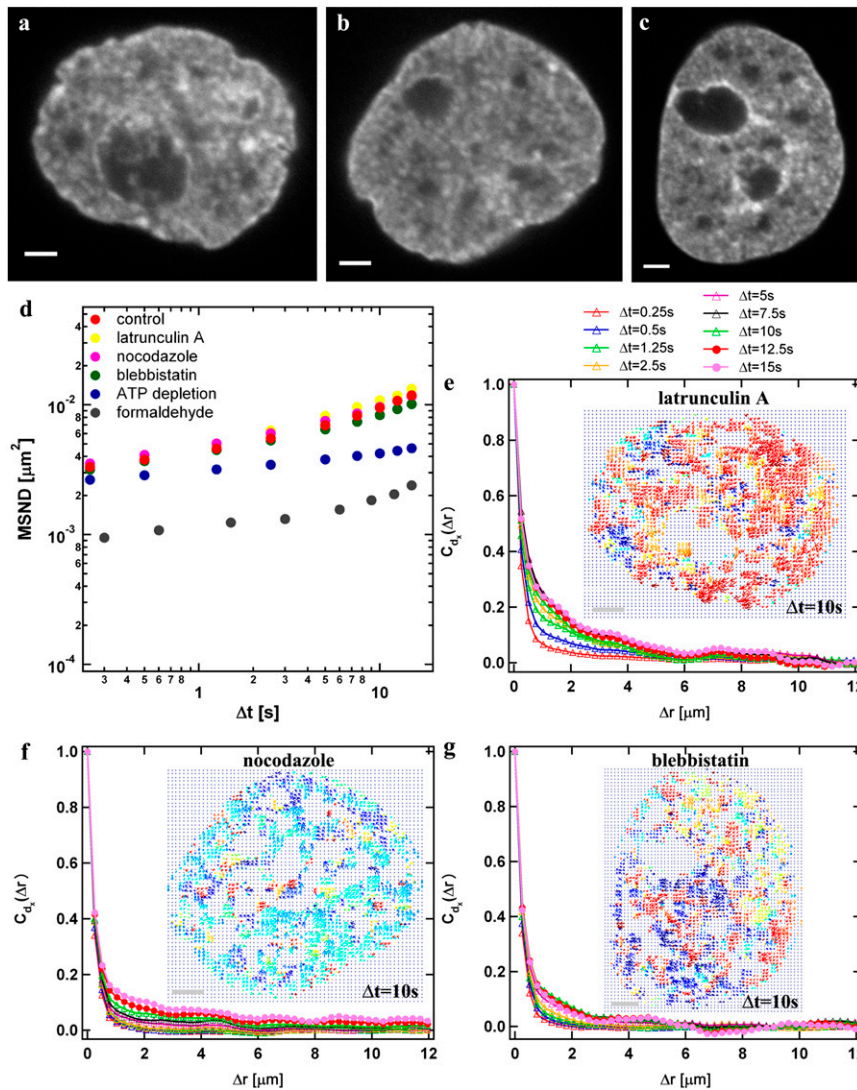 a
b
c
d
control
latrunculin A
nocodazole
blebbistatin
ATP depletion
formaldehyde
MSND [μm²]
8
6
4
2
10⁻²
8
6
4
2
10⁻³
8
6
4
2
10⁻⁴
3 4 5 6 7 8 1 2 3 4 5 6 7 8 10
Δt [s]
Δt=0.25s
Δt=0.5s
Δt=1.25s
Δt=2.5s
Δt=5s
Δt=7.5s
Δt=10s
Δt=12.5s
Δt=15s
e
latrunculin A
1.0
0.8
0.6
0.4
0.2
0.0
C_dₓ(Δr)
Δt=10s
0 2 4 6 8 10 12
Δr [μm]
f
nocodazole
1.0
0.8
0.6
0.4
0.2
0.0
C_dₓ(Δr)
Δt=10s
0 2 4 6 8 10 12
Δr [μm]
g
blebbistatin
1.0
0.8
0.6
0.4
0.2
0.0
C_dₓ(Δr)
Δt=10s
0 2 4 6 8 10 12
Δr [μm]